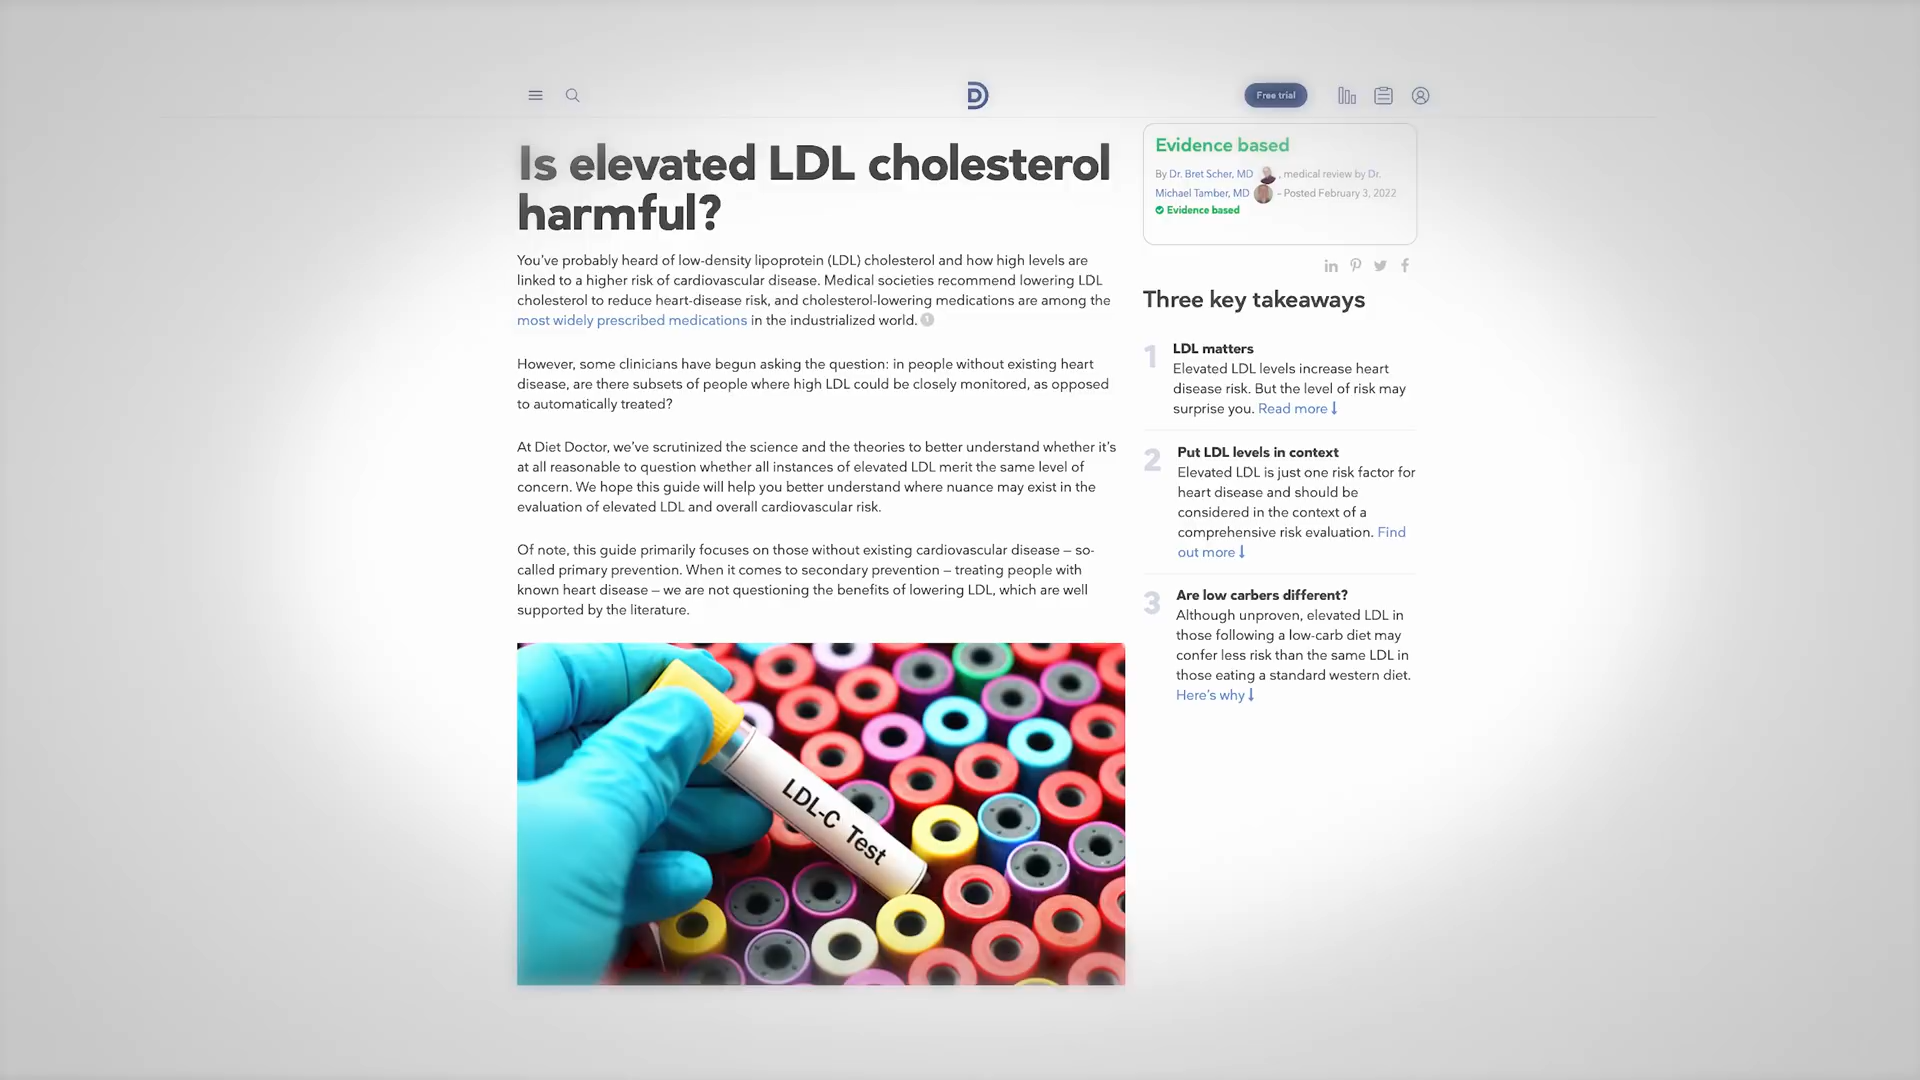 D
Free trial
Is elevated LDL cholesterol
harmful?
You've probably heard of low-density lipoprotein (LDL) cholesterol and how high levels are
linked to a higher risk of cardiovascular disease. Medical societies recommend lowering LDL
cholesterol to reduce heart-disease risk, and cholesterol-lowering medications are among the
most widely prescribed medications in the industrialized world. 1
However, some clinicians have begun asking the question: in people without existing heart
disease, are there subsets of people where high LDL could be closely monitored, as opposed
to automatically treated?
At Diet Doctor, we've scrutinized the science and the theories to better understand whether it's
at all reasonable to question whether all instances of elevated LDL merit the same level of
concern. We hope this guide will help you better understand where nuance may exist in the
evaluation of elevated LDL and overall cardiovascular risk.
Of note, this guide primarily focuses on those without existing cardiovascular disease – so-
called primary prevention. When it comes to secondary prevention – treating people with
known heart disease – we are not questioning the benefits of lowering LDL, which are well
supported by the literature.
LDL-C Test
Evidence based
By Dr. Bret Scher, MD , medical review by Dr.
Michael Tamber, MD - Posted February 3, 2022
Evidence based
Three key takeaways
1 LDL matters
Elevated LDL levels increase heart
disease risk. But the level of risk may
surprise you. Read more
2 Put LDL levels in context
Elevated LDL is just one risk factor for
heart disease and should be
considered in the context of a
comprehensive risk evaluation. Find
out more
3 Are low carbers different?
Although unproven, elevated LDL in
those following a low-carb diet may
confer less risk than the same LDL in
those eating a standard western diet.
Here's why